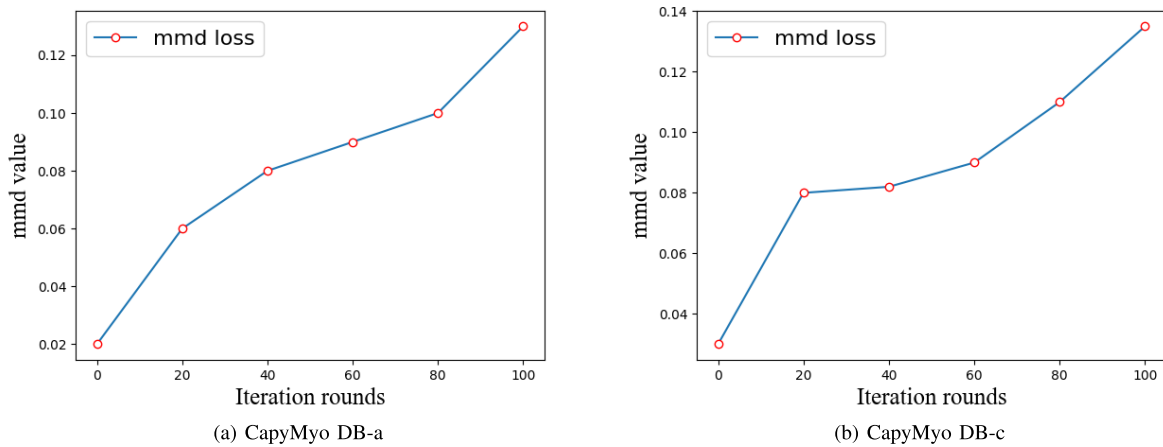 mmd loss
0.12
0.10
0.08
0.06
0.04
0.02
mmd value
0 20 40 60 80 100
Iteration rounds
(a) CapyMyo DB-a
mmd loss
0.14
0.12
0.10
0.08
0.06
0.04
mmd value
0 20 40 60 80 100
Iteration rounds
(b) CapyMyo DB-c